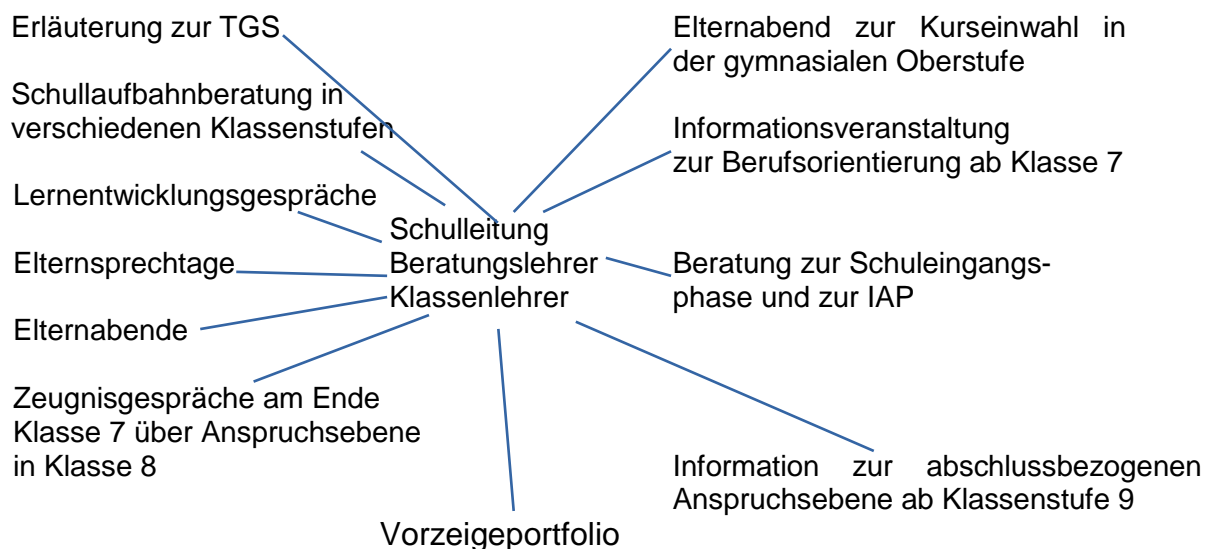 Erläuterung zur TGS
Schullaufbahnberatung in
verschiedenen Klassenstufen
Lernentwicklungsgespräche
Elternsprechtage
Elternabende
Zeugnisgespräche am Ende
Klasse 7 über Anspruchsebene
in Klasse 8
Schulleitung
Beratungslehrer
Klassenlehrer
Vorzeigeportfolio
Elternabend zur Kurseinwahl in
der gymnasialen Oberstufe
Informationsveranstaltung
zur Berufsorientierung ab Klasse 7
Beratung zur Schuleingangs-
phase und zur IAP
Information zur abschlussbezogenen
Anspruchsebene ab Klassenstufe 9